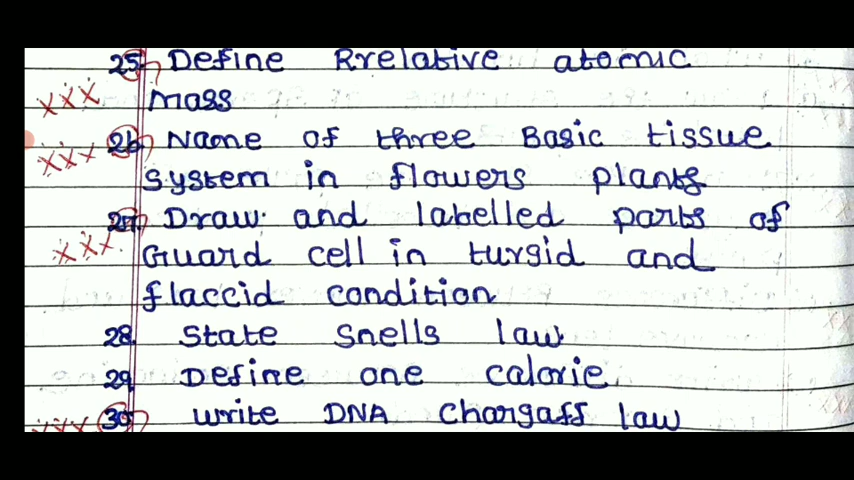 25. Define Rrelative atomic
xxx mass
26. Name of three Basic tissue
xxx system in flowers plants
27. Draw and labelled parts of
xxx Guard cell in turgid and
flaccid condition
28. State snells law
29. Define one calorie
xxx 30. write DNA chargaff law